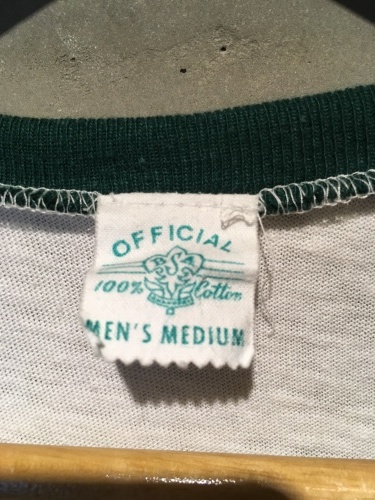 OFFICIAL
BSA
100% Cotton
MEN'S MEDIUM